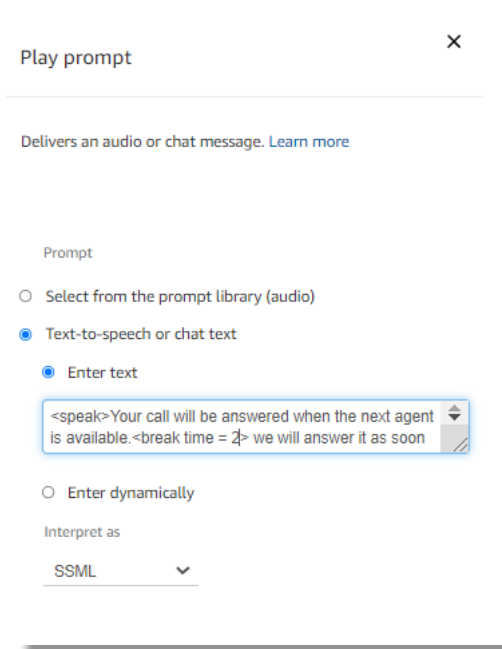 Play prompt
Delivers an audio or chat message. Learn more
Prompt
Select from the prompt library (audio)
Text-to-speech or chat text
Enter text
<speak>Your call will be answered when the next agent
is available.<break time = 2> we will answer it as soon
Enter dynamically
Interpret as
SSML